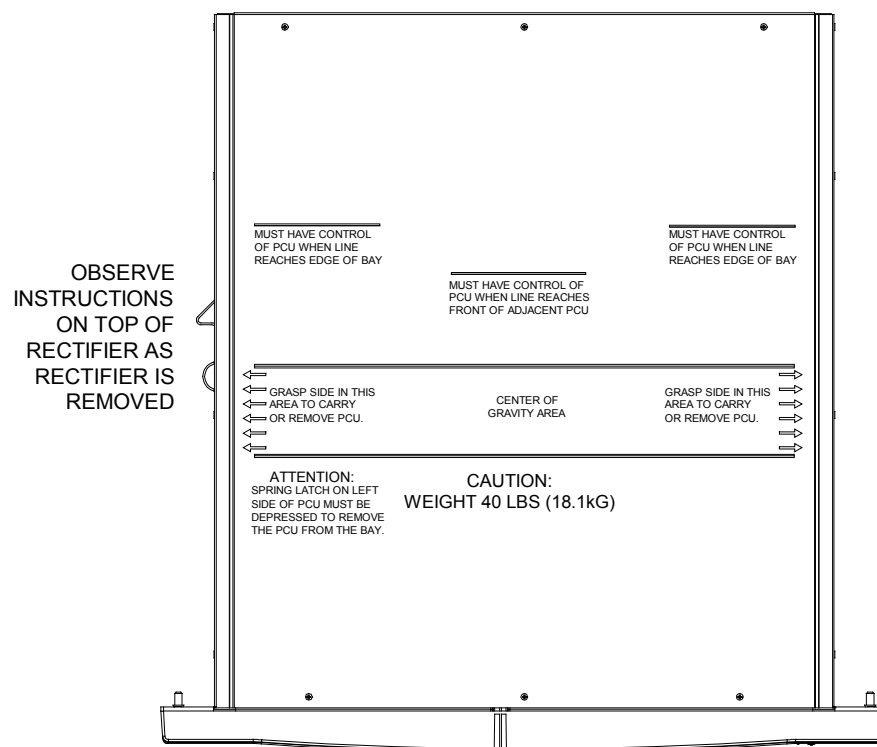 OBSERVE
INSTRUCTIONS
ON TOP OF
RECTIFIER AS
RECTIFIER IS
REMOVED
MUST HAVE CONTROL
OF PCU WHEN LINE
REACHES EDGE OF BAY
MUST HAVE CONTROL OF
PCU WHEN LINE REACHES
FRONT OF ADJACENT PCU
MUST HAVE CONTROL
OF PCU WHEN LINE
REACHES EDGE OF BAY
GRASP SIDE IN THIS
AREA TO CARRY
OR REMOVE PCU.
CENTER OF
GRAVITY AREA
GRASP SIDE IN THIS
AREA TO CARRY
OR REMOVE PCU.
ATTENTION:
SPRING LATCH ON LEFT
SIDE OF PCU MUST BE
DEPRESSED TO REMOVE
THE PCU FROM THE BAY.
CAUTION:
WEIGHT 40 LBS (18.1kG)